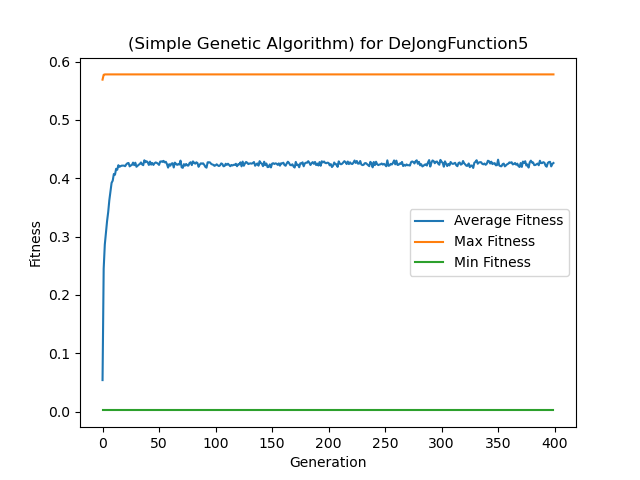 (Simple Genetic Algorithm) for DeJongFunction5
0.6
0.5
0.4
0.3
0.2
0.1
0.0
Fitness
Average Fitness
Max Fitness
Min Fitness
0 50 100 150 200 250 300 350 400
Generation